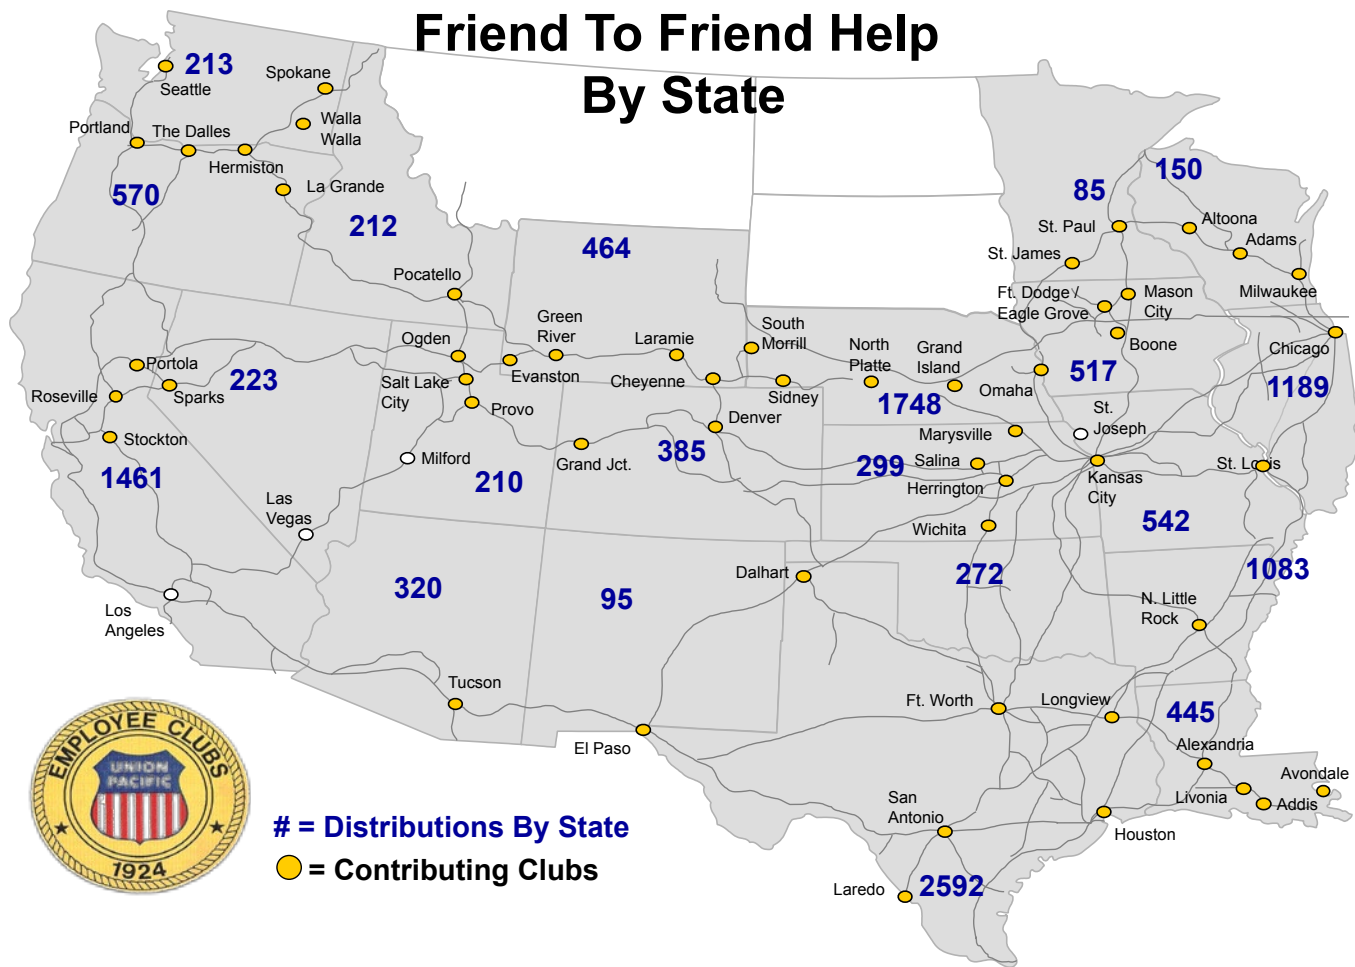 Friend To Friend Help
By State
213
Seattle
Spokane
Walla
Walla
Portland
The Dalles
Hermiston
La Grande
570
212
464
85
150
St. Paul
Altoona
Adams
St. James
Milwaukee
Pocatello
Ft. Dodge /
Eagle Grove
Mason
City
Boone
Chicago
Green
River
Ogden
Evanston
Laramie
South
Morrill
North
Platte
Grand
Island
Omaha
517
1189
Portola
Roseville
Sparks
223
Salt Lake
City
Provo
Cheyenne
Sidney
1748
St.
Joseph
Stockton
1461
Milford
210
Grand Jct.
385
Denver
Marysville
299
Salina
Herrington
Kansas
City
St. Louis
Las
Vegas
Wichita
542
Los
Angeles
320
95
Dalhart
272
1083
N. Little
Rock
Tucson
El Paso
Ft. Worth
Longview
445
Alexandria
Avondale
Livonia
Addis
San
Antonio
Houston
Laredo
2592
EMPLOYEE CLUBS
UNION
PACIFIC
1924
# = Distributions By State
= Contributing Clubs